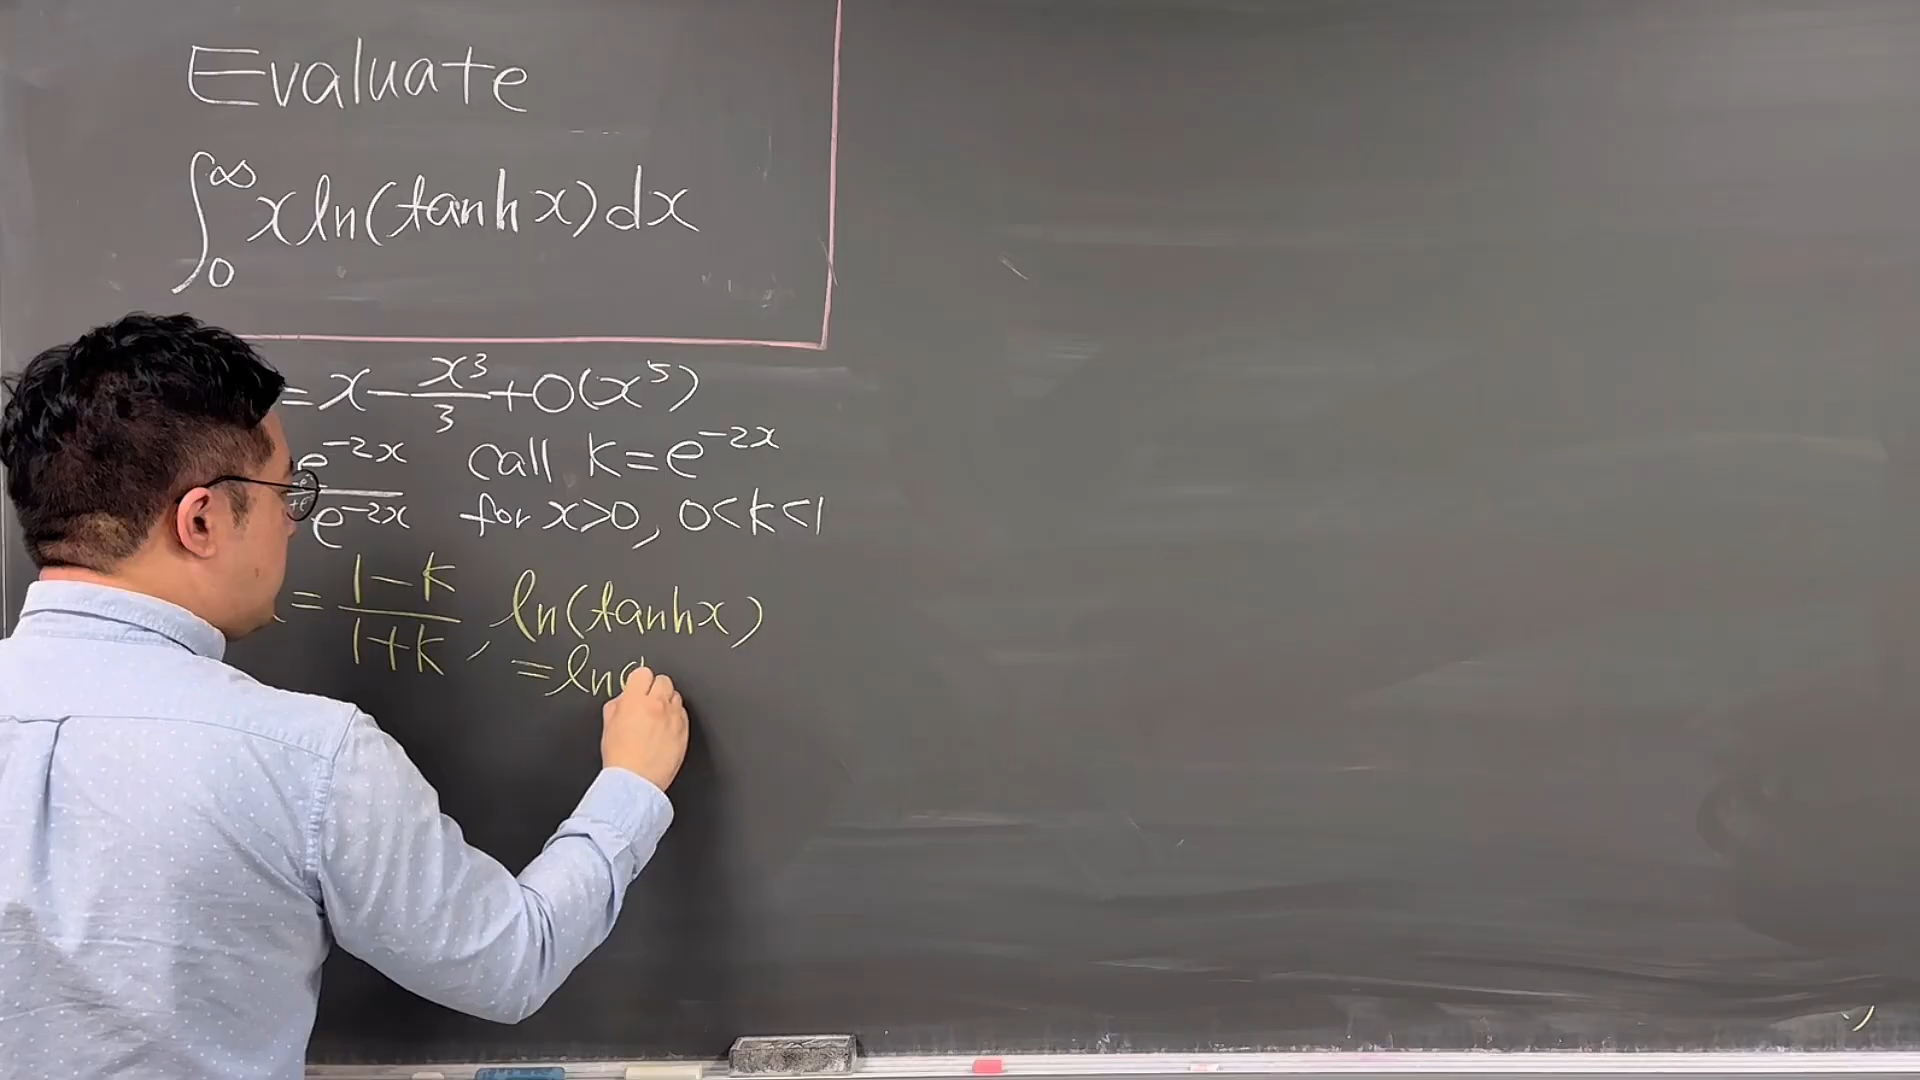 Evaluate
∫₀^∞ x ln(tanh x) dx
= x - x³/3 + O(x⁵)
e^{-2x} call k = e^{-2x}
e^{-2x} for x>0, 0<k<1
= (1-k)/(1+k), ln(tanh x)
= ln(